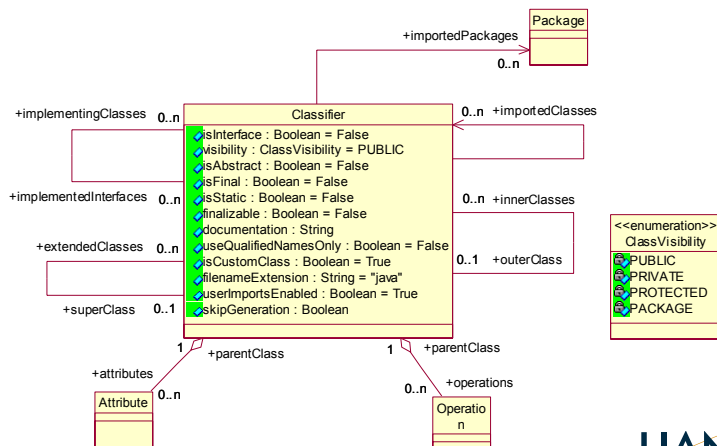 Package
+importedPackages
0..n
+implementingClasses 0..n
Classifier
0..n +importedClasses
isInterface : Boolean = False
visibility : ClassVisibility = PUBLIC
isAbstract : Boolean = False
isFinal : Boolean = False
isStatic : Boolean = False
finalizable : Boolean = False
documentation : String
useQualifiedNamesOnly : Boolean = False
isCustomClass : Boolean = True
filenameExtension : String = "java"
userImportsEnabled : Boolean = True
skipGeneration : Boolean
+implementedInterfaces 0..n
0..n +innerClasses
+extendedClasses 0..n
0..1 +outerClass
+superClass 0..1
<<enumeration>>
ClassVisibility
PUBLIC
PRIVATE
PROTECTED
PACKAGE
1 +parentClass
1 +parentClass
+attributes
0..n
0..n +operations
Attribute
Operatio
n